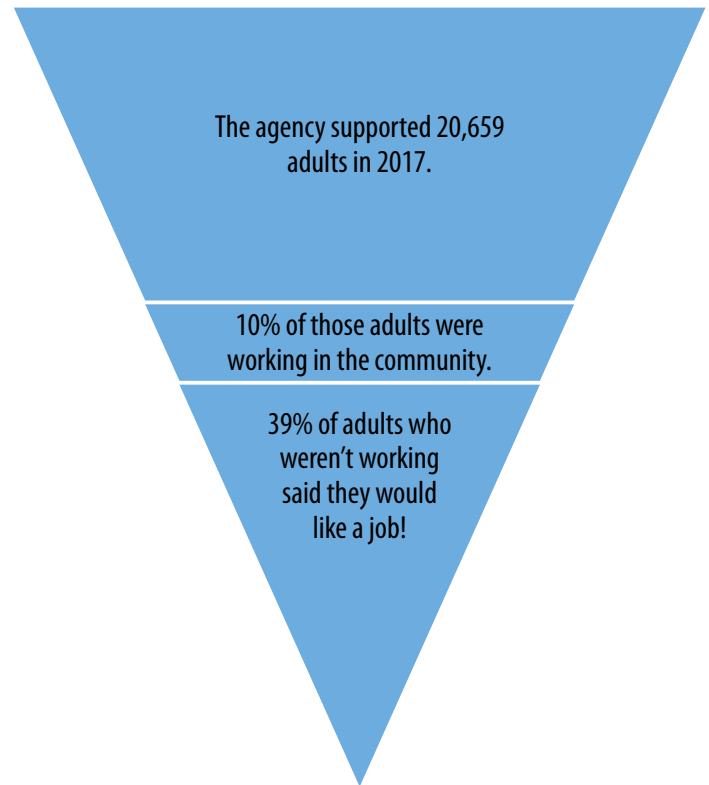 The agency supported 20,659
adults in 2017.
10% of those adults were
working in the community.
39% of adults who
weren’t working
said they would
like a job!